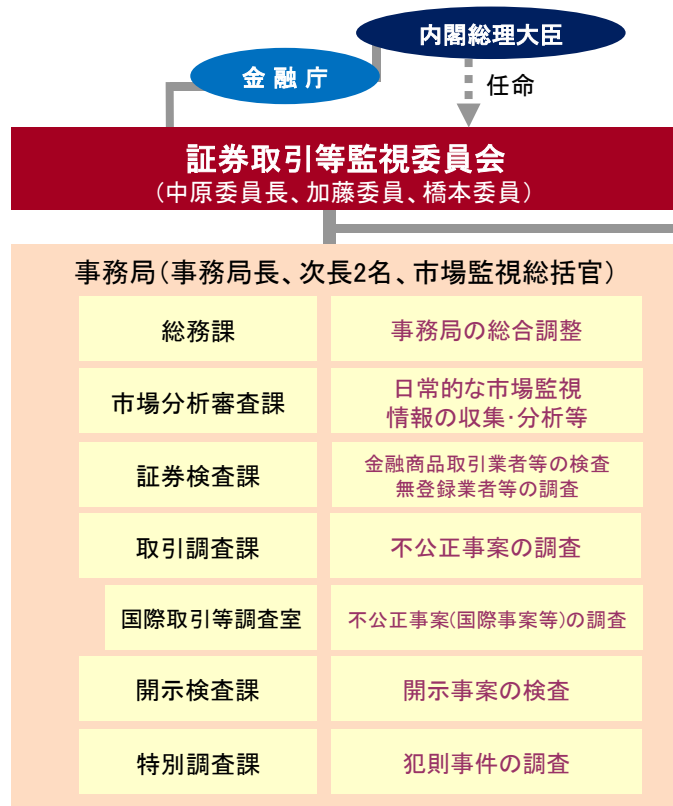 内閣総理大臣
金融庁
任命
証券取引等監視委員会
（中原委員長、加藤委員、橋本委員）
事務局（事務局長、次長2名、市場監視総括官）
総務課
事務局の総合調整
市場分析審査課
日常的な市場監視
情報の収集・分析等
証券検査課
金融商品取引業者等の検査
無登録業者等の調査
取引調査課
不公正事案の調査
国際取引等調査室
不公正事案(国際事案等)の調査
開示検査課
開示事案の検査
特別調査課
犯則事件の調査